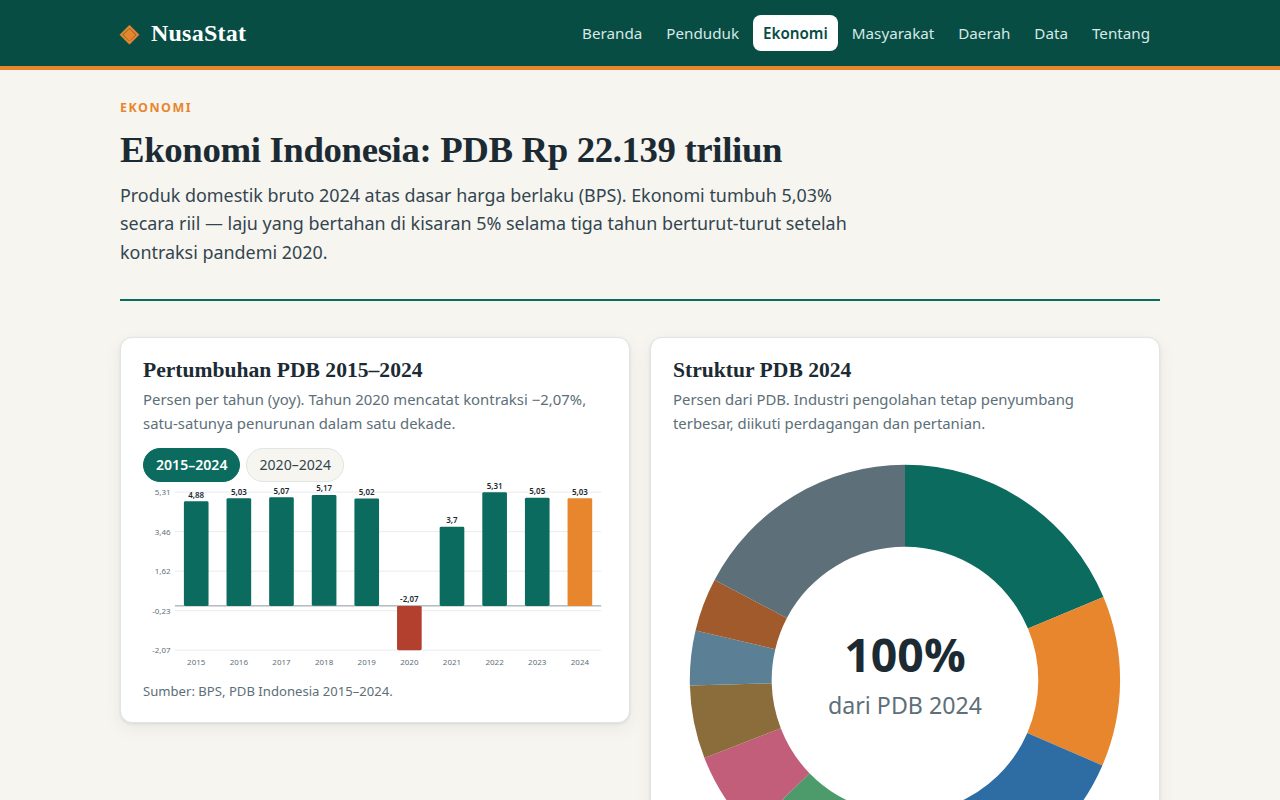 NusaStat
Beranda Penduduk Ekonomi Masyarakat Daerah Data Tentang
EKONOMI
Ekonomi Indonesia: PDB Rp 22.139 triliun
Produk domestik bruto 2024 atas dasar harga berlaku (BPS). Ekonomi tumbuh 5,03%
secara riil — laju yang bertahan di kisaran 5% selama tiga tahun berturut-turut setelah
kontraksi pandemi 2020.
Pertumbuhan PDB 2015–2024
Persen per tahun (yoy). Tahun 2020 mencatat kontraksi −2,07%,
satu-satunya penurunan dalam satu dekade.
2015–2024 2020–2024
5,31
3,46
1,62
-0,23
-2,07
4,88 5,03 5,07 5,17 5,02 -2,07 3,7 5,31 5,05 5,03
2015 2016 2017 2018 2019 2020 2021 2022 2023 2024
Sumber: BPS, PDB Indonesia 2015–2024.
Struktur PDB 2024
Persen dari PDB. Industri pengolahan tetap penyumbang
terbesar, diikuti perdagangan dan pertanian.
100%
dari PDB 2024